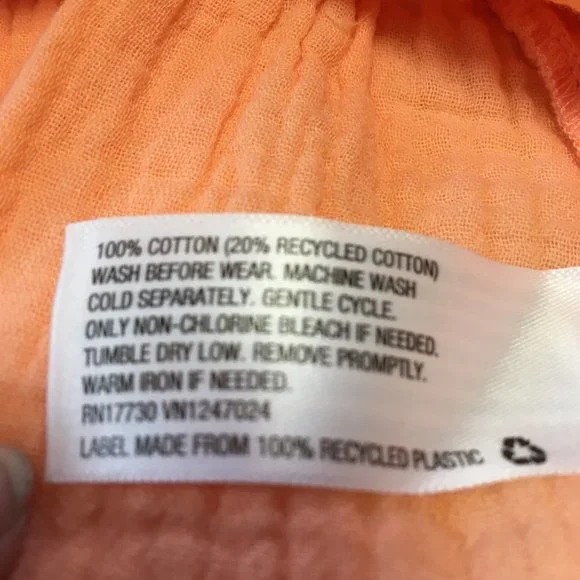 100% COTTON (20% RECYCLED COTTON)
WASH BEFORE WEAR. MACHINE WASH
COLD SEPARATELY. GENTLE CYCLE.
ONLY NON-CHLORINE BLEACH IF NEEDED.
TUMBLE DRY LOW. REMOVE PROMPTLY.
WARM IRON IF NEEDED.
RN17730 VN1247024
LABEL MADE FROM 100% RECYCLED PLASTIC